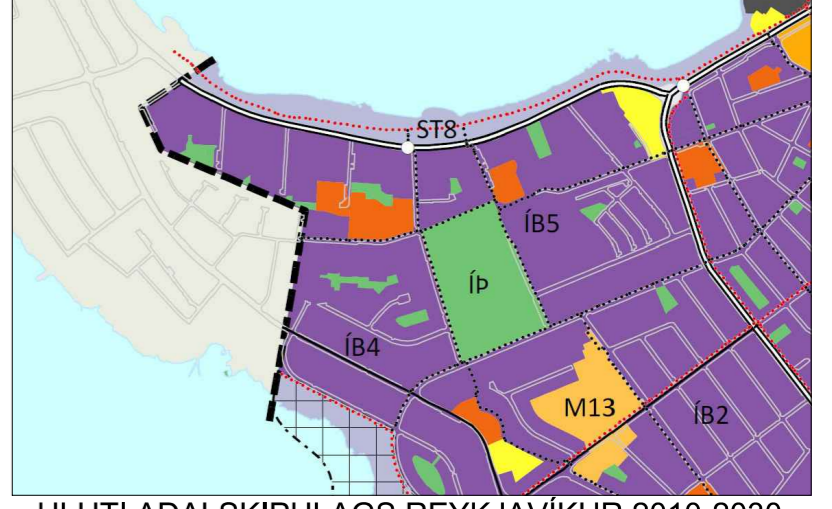 ST8
ÍB5
ÍÞ
ÍB4
M13
ÍB2
HLUTI AÐALSKIPULAGS REYKJAVÍKUR 2010-2030